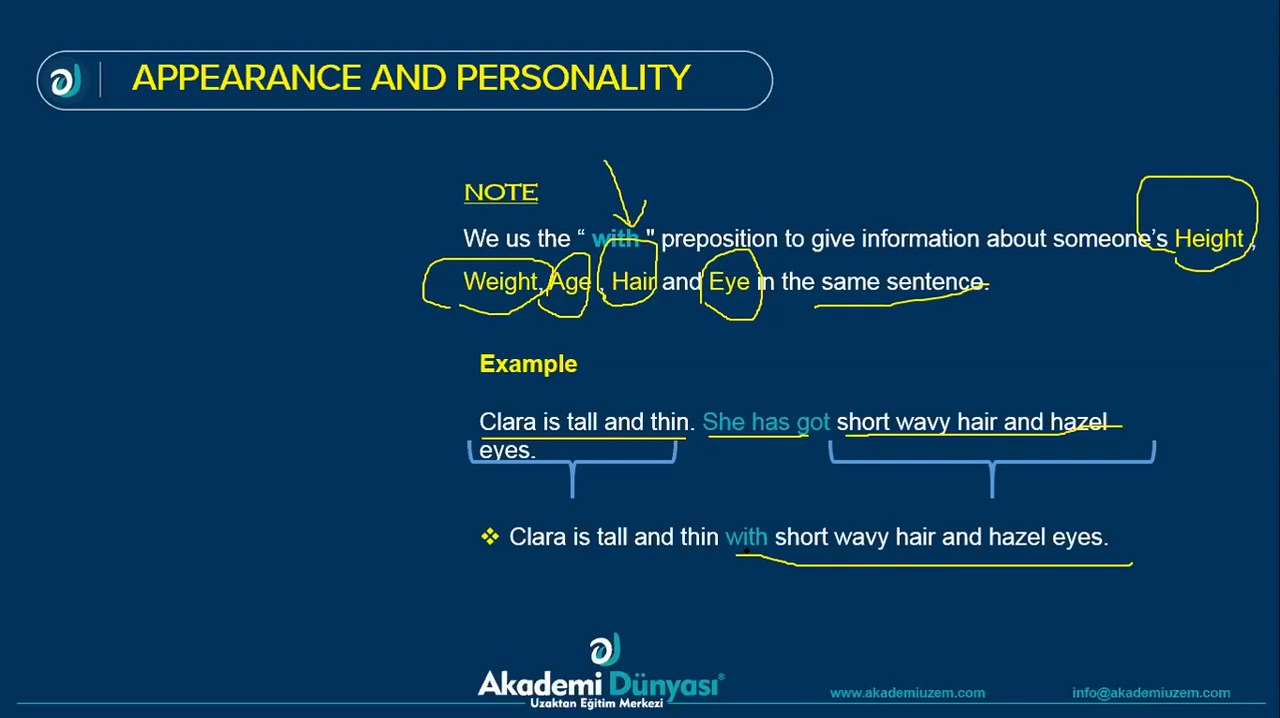 APPEARANCE AND PERSONALITY
NOTE
We us the “ with " preposition to give information about someone’s Height ,
Weight, Age , Hair and Eye in the same sentence.
Example
Clara is tall and thin. She has got short wavy hair and hazel
eyes.
❖ Clara is tall and thin with short wavy hair and hazel eyes.
Akademi Dünyası®
Uzaktan Eğitim Merkezi
www.akademiuzem.com info@akademiuzem.com